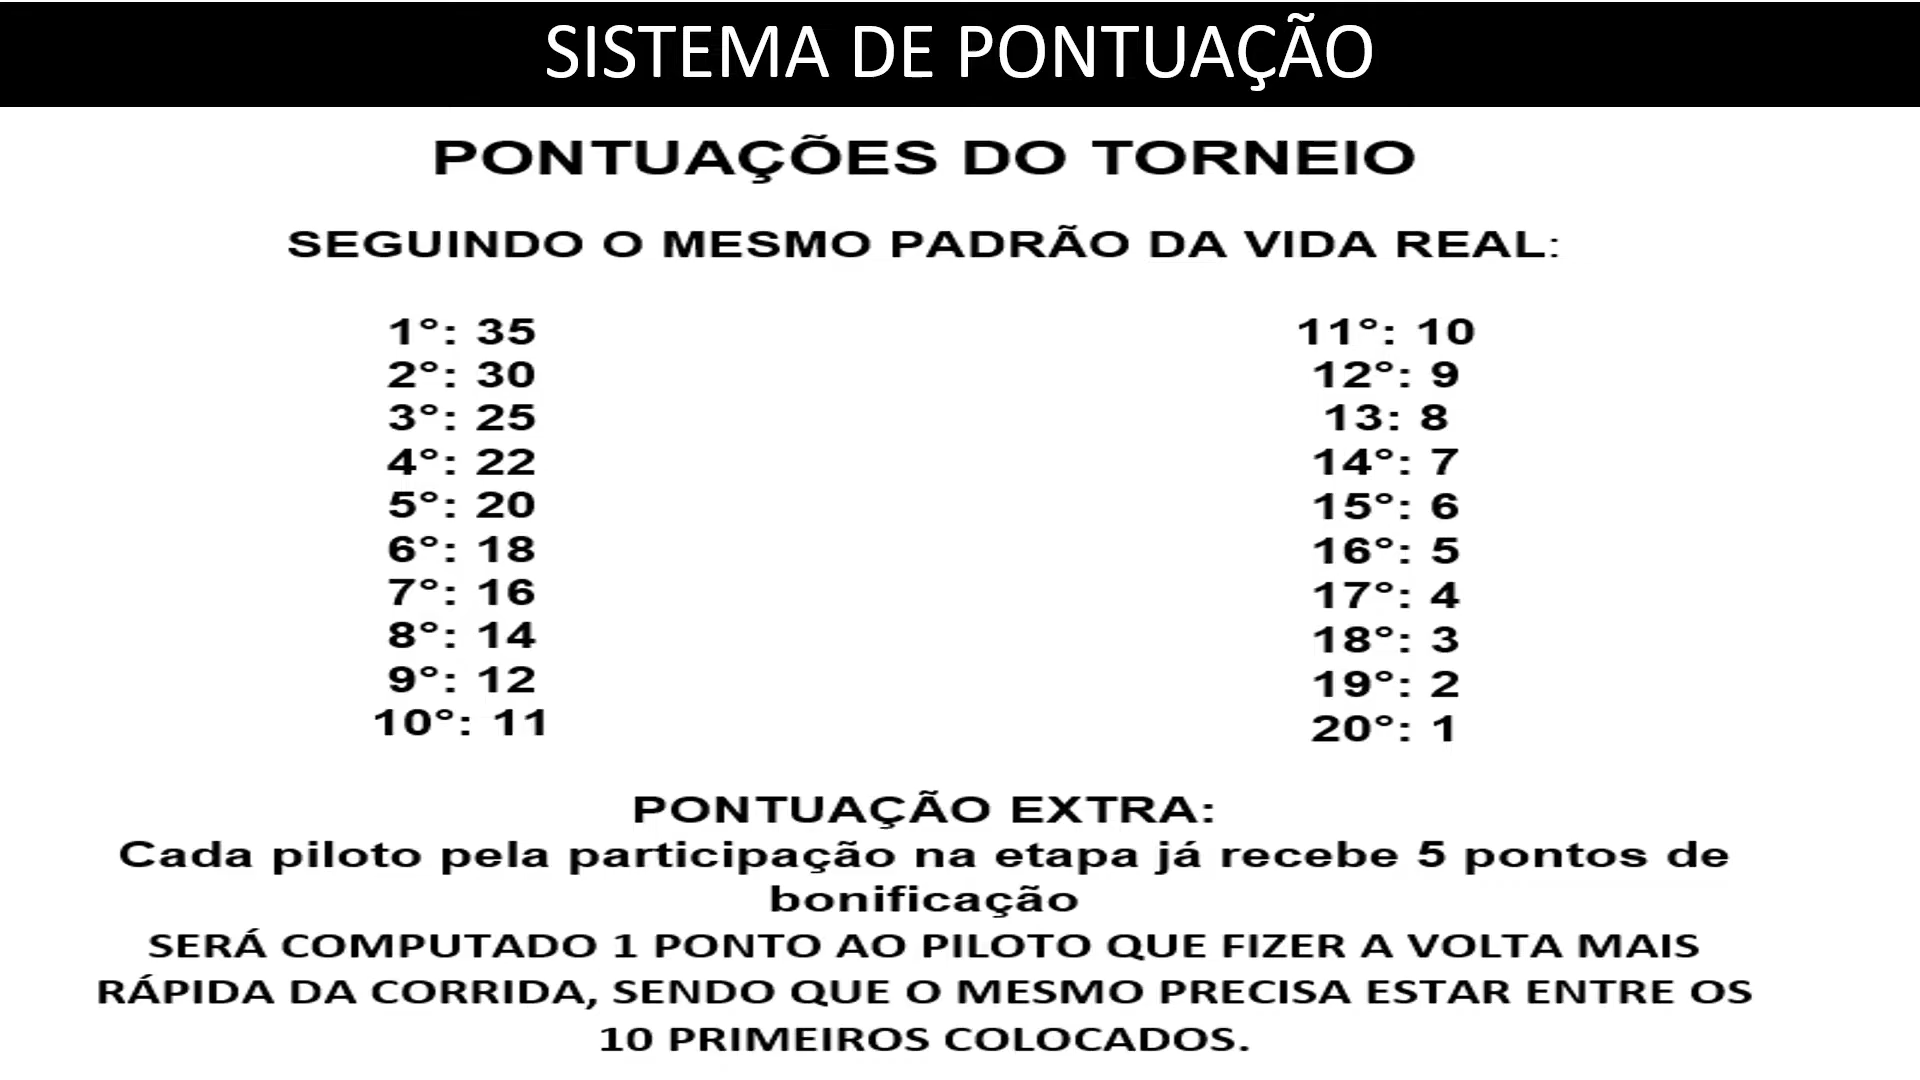 SISTEMA DE PONTUAÇÃO
PONTUAÇÕES DO TORNEIO
SEGUINDO O MESMO PADRÃO DA VIDA REAL:
1°: 35
2°: 30
3°: 25
4°: 22
5°: 20
6°: 18
7°: 16
8°: 14
9°: 12
10°: 11
11°: 10
12°: 9
13: 8
14°: 7
15°: 6
16°: 5
17°: 4
18°: 3
19°: 2
20°: 1
PONTUAÇÃO EXTRA:
Cada piloto pela participação na etapa já recebe 5 pontos de
bonificação
SERÁ COMPUTADO 1 PONTO AO PILOTO QUE FIZER A VOLTA MAIS
RÁPIDA DA CORRIDA, SENDO QUE O MESMO PRECISA ESTAR ENTRE OS
10 PRIMEIROS COLOCADOS.